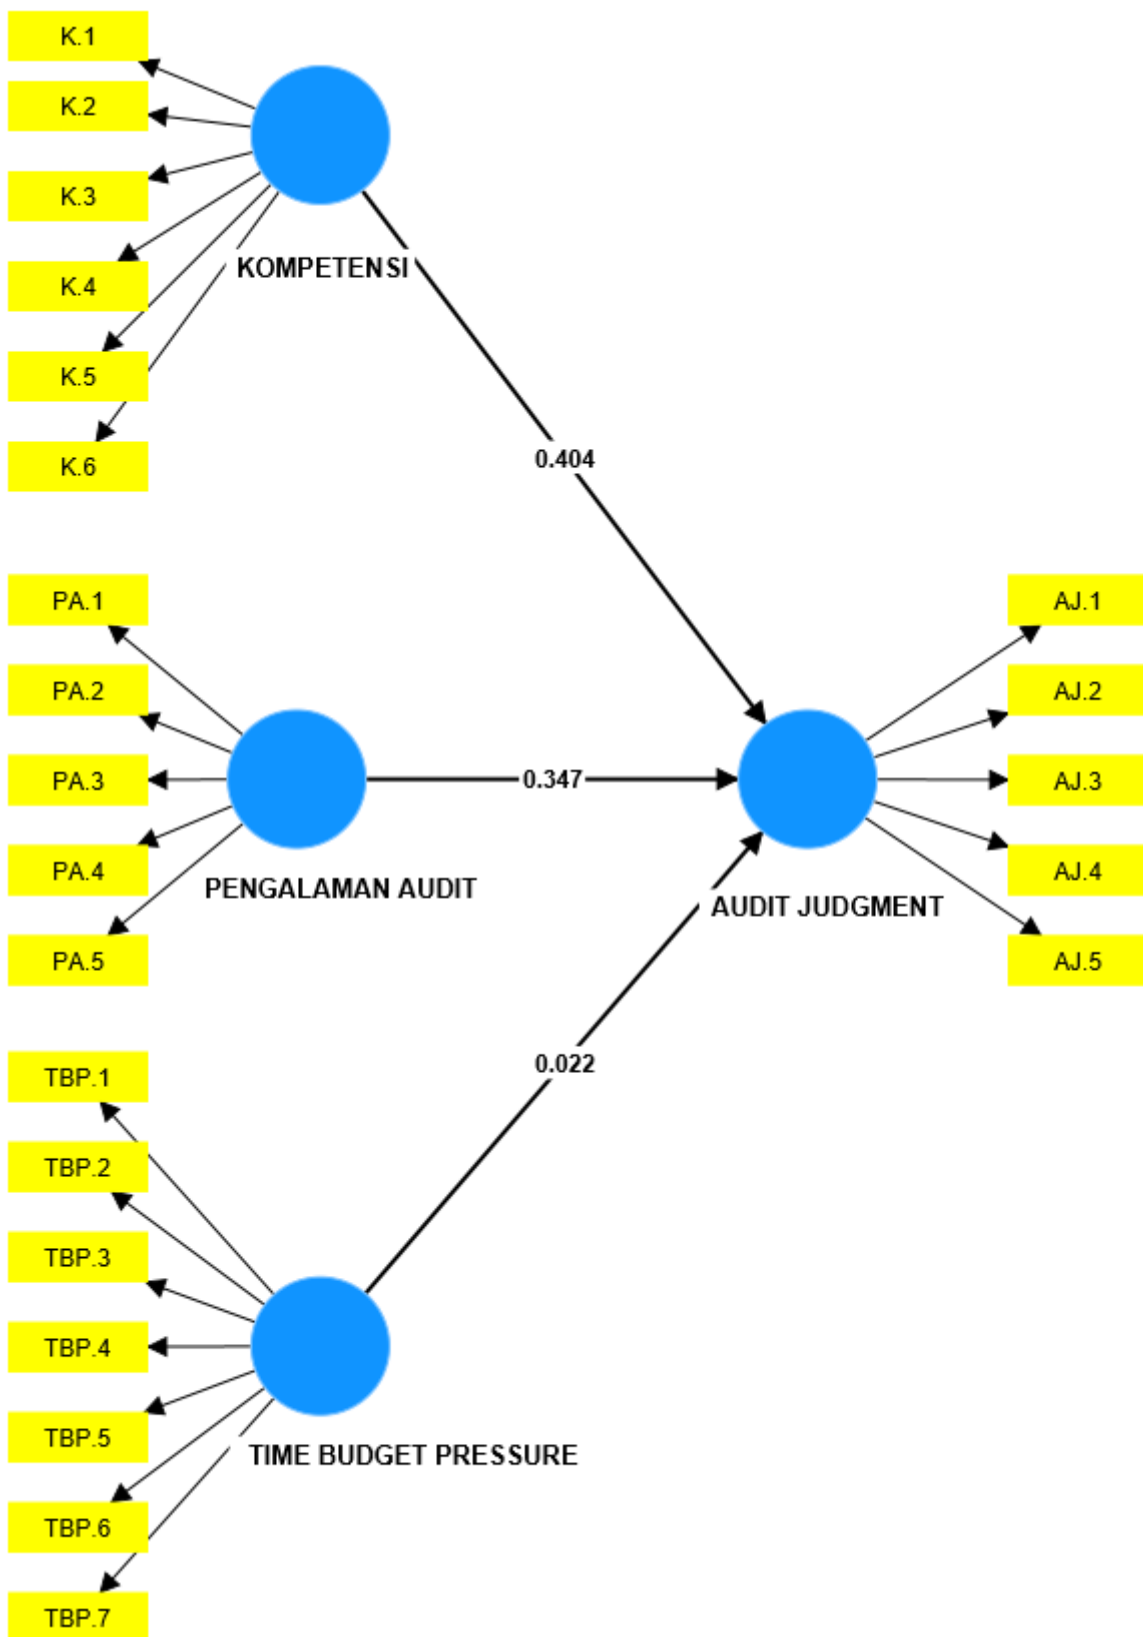 K.1
K.2
K.3
K.4
K.5
K.6
KOMPETENSI
0.404
PA.1
PA.2
PA.3
PA.4
PA.5
PENGALAMAN AUDIT
0.347
AUDIT JUDGMENT
AJ.1
AJ.2
AJ.3
AJ.4
AJ.5
0.022
TBP.1
TBP.2
TBP.3
TBP.4
TBP.5
TBP.6
TBP.7
TIME BUDGET PRESSURE